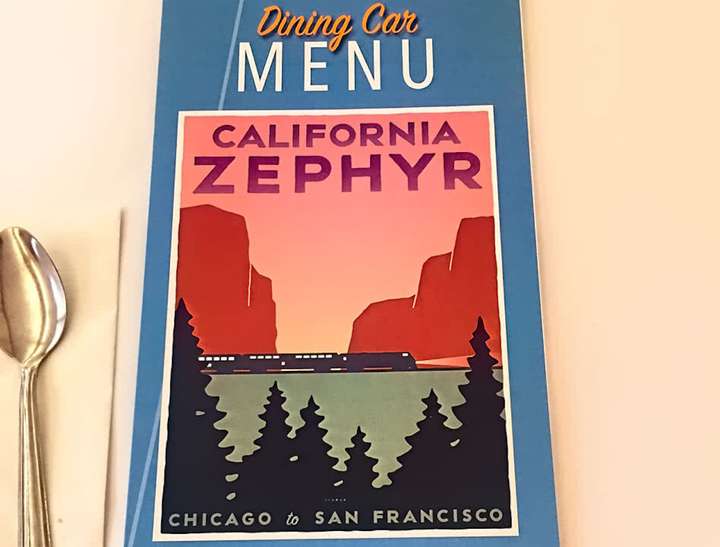 Dining Car
MENU
CALIFORNIA
ZEPHYR
CHICAGO to SAN FRANCISCO